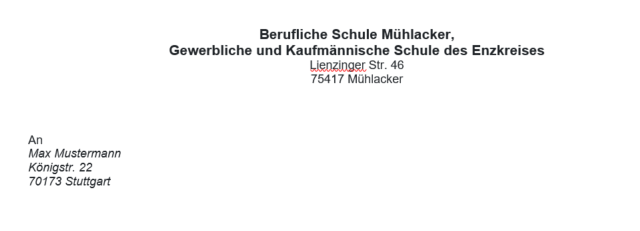 Berufliche Schule Mühlacker,
Gewerbliche und Kaufmännische Schule des Enzkreises
Lienzinger Str. 46
75417 Mühlacker
An
Max Mustermann
Königstr. 22
70173 Stuttgart